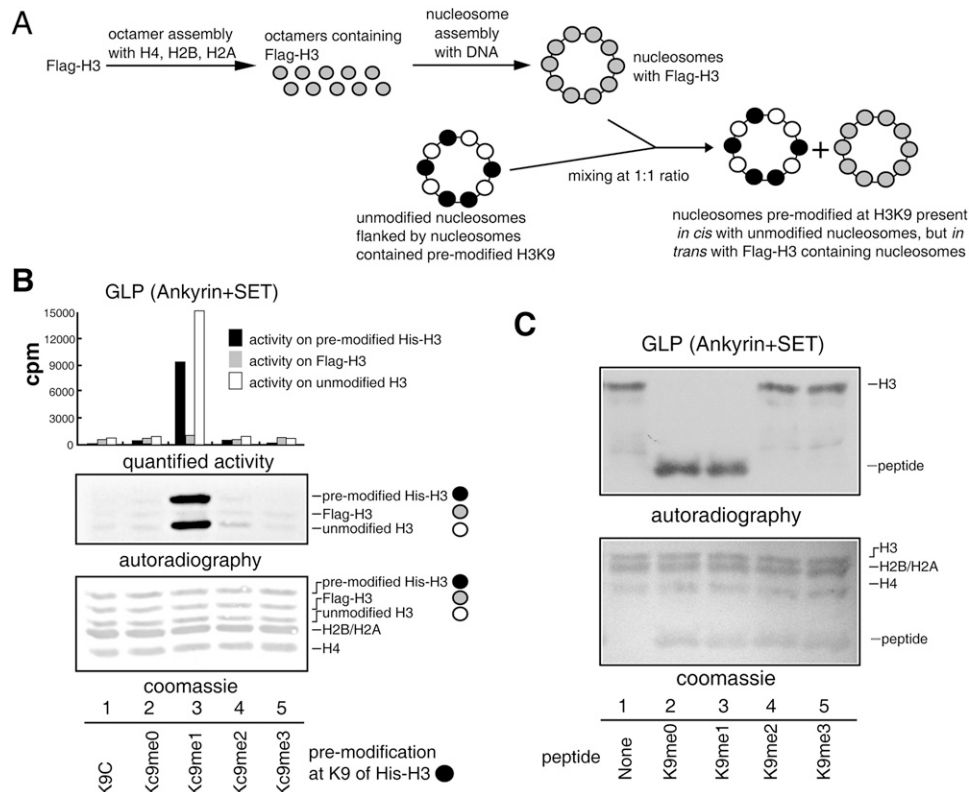 A
Flag-H3
octamer assembly
with H4, H2B, H2A
octamers containing
Flag-H3
nucleosome
assembly
with DNA
nucleosomes
with Flag-H3
unmodified nucleosomes
flanked by nucleosomes
contained pre-modified H3K9
mixing at 1:1 ratio
+
nucleosomes pre-modified at H3K9 present
in cis with unmodified nucleosomes, but in
trans with Flag-H3 containing nucleosomes
B
GLP (Ankyrin+SET)
cpm
15000
12000
9000
6000
3000
0
activity on pre-modified His-H3
activity on Flag-H3
activity on unmodified H3
quantified activity
pre-modified His-H3
Flag-H3
unmodified H3
autoradiography
pre-modified His-H3
Flag-H3
unmodified H3
H2B/H2A
H4
coomassie
1 2 3 4 5
K9C Kc9me0 Kc9me1 Kc9me2 Kc9me3
pre-modification
at K9 of His-H3
C
GLP (Ankyrin+SET)
H3
peptide
autoradiography
H3
H2B/H2A
H4
peptide
coomassie
1 2 3 4 5
peptide None K9me0 K9me1 K9me2 K9me3